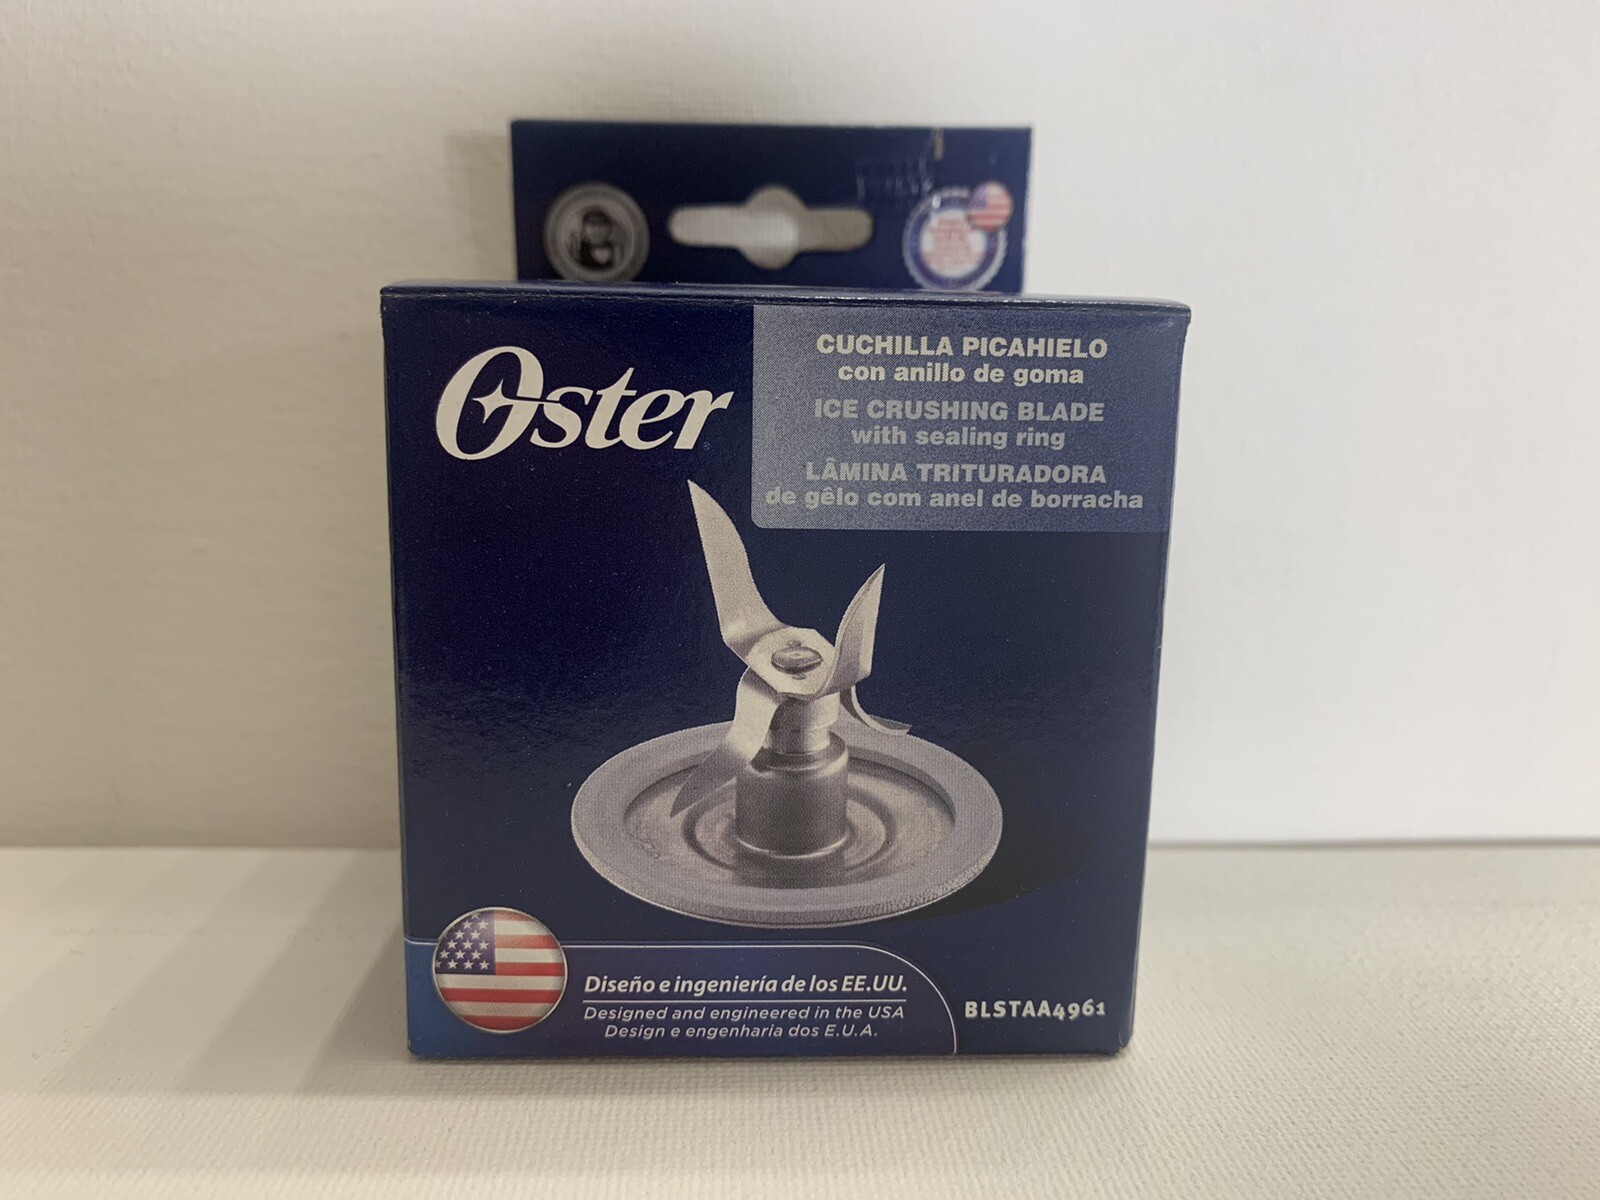 Oster
CUCHILLA PICAHIELO
con anillo de goma
ICE CRUSHING BLADE
with sealing ring
LÂMINA TRITURADORA
de gêlo com anel de borracha
Diseño e ingeniería de los EE.UU.
Designed and engineered in the USA
Design e engenharia dos E.U.A.
BLSTAA4961